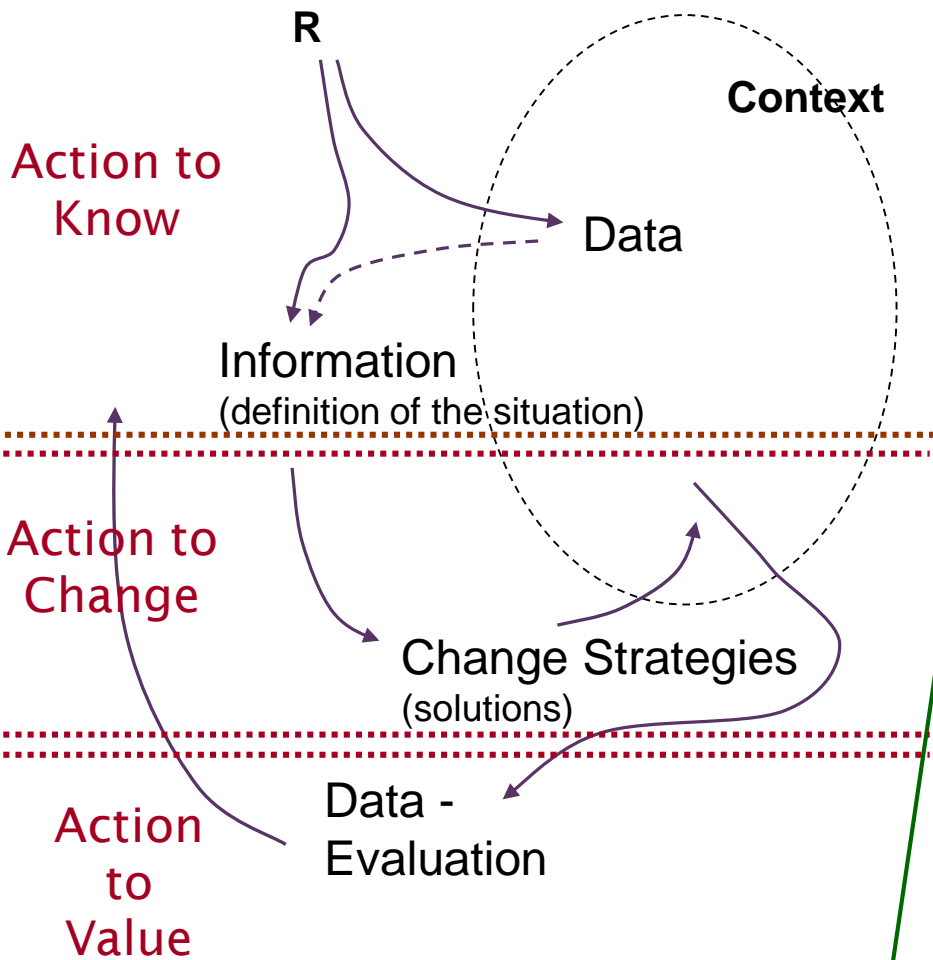 R
Context
Action to
Know
Data
Information
(definition of the situation)
Action to
Change
Change Strategies
(solutions)
Data -
Evaluation
Action
to
Value